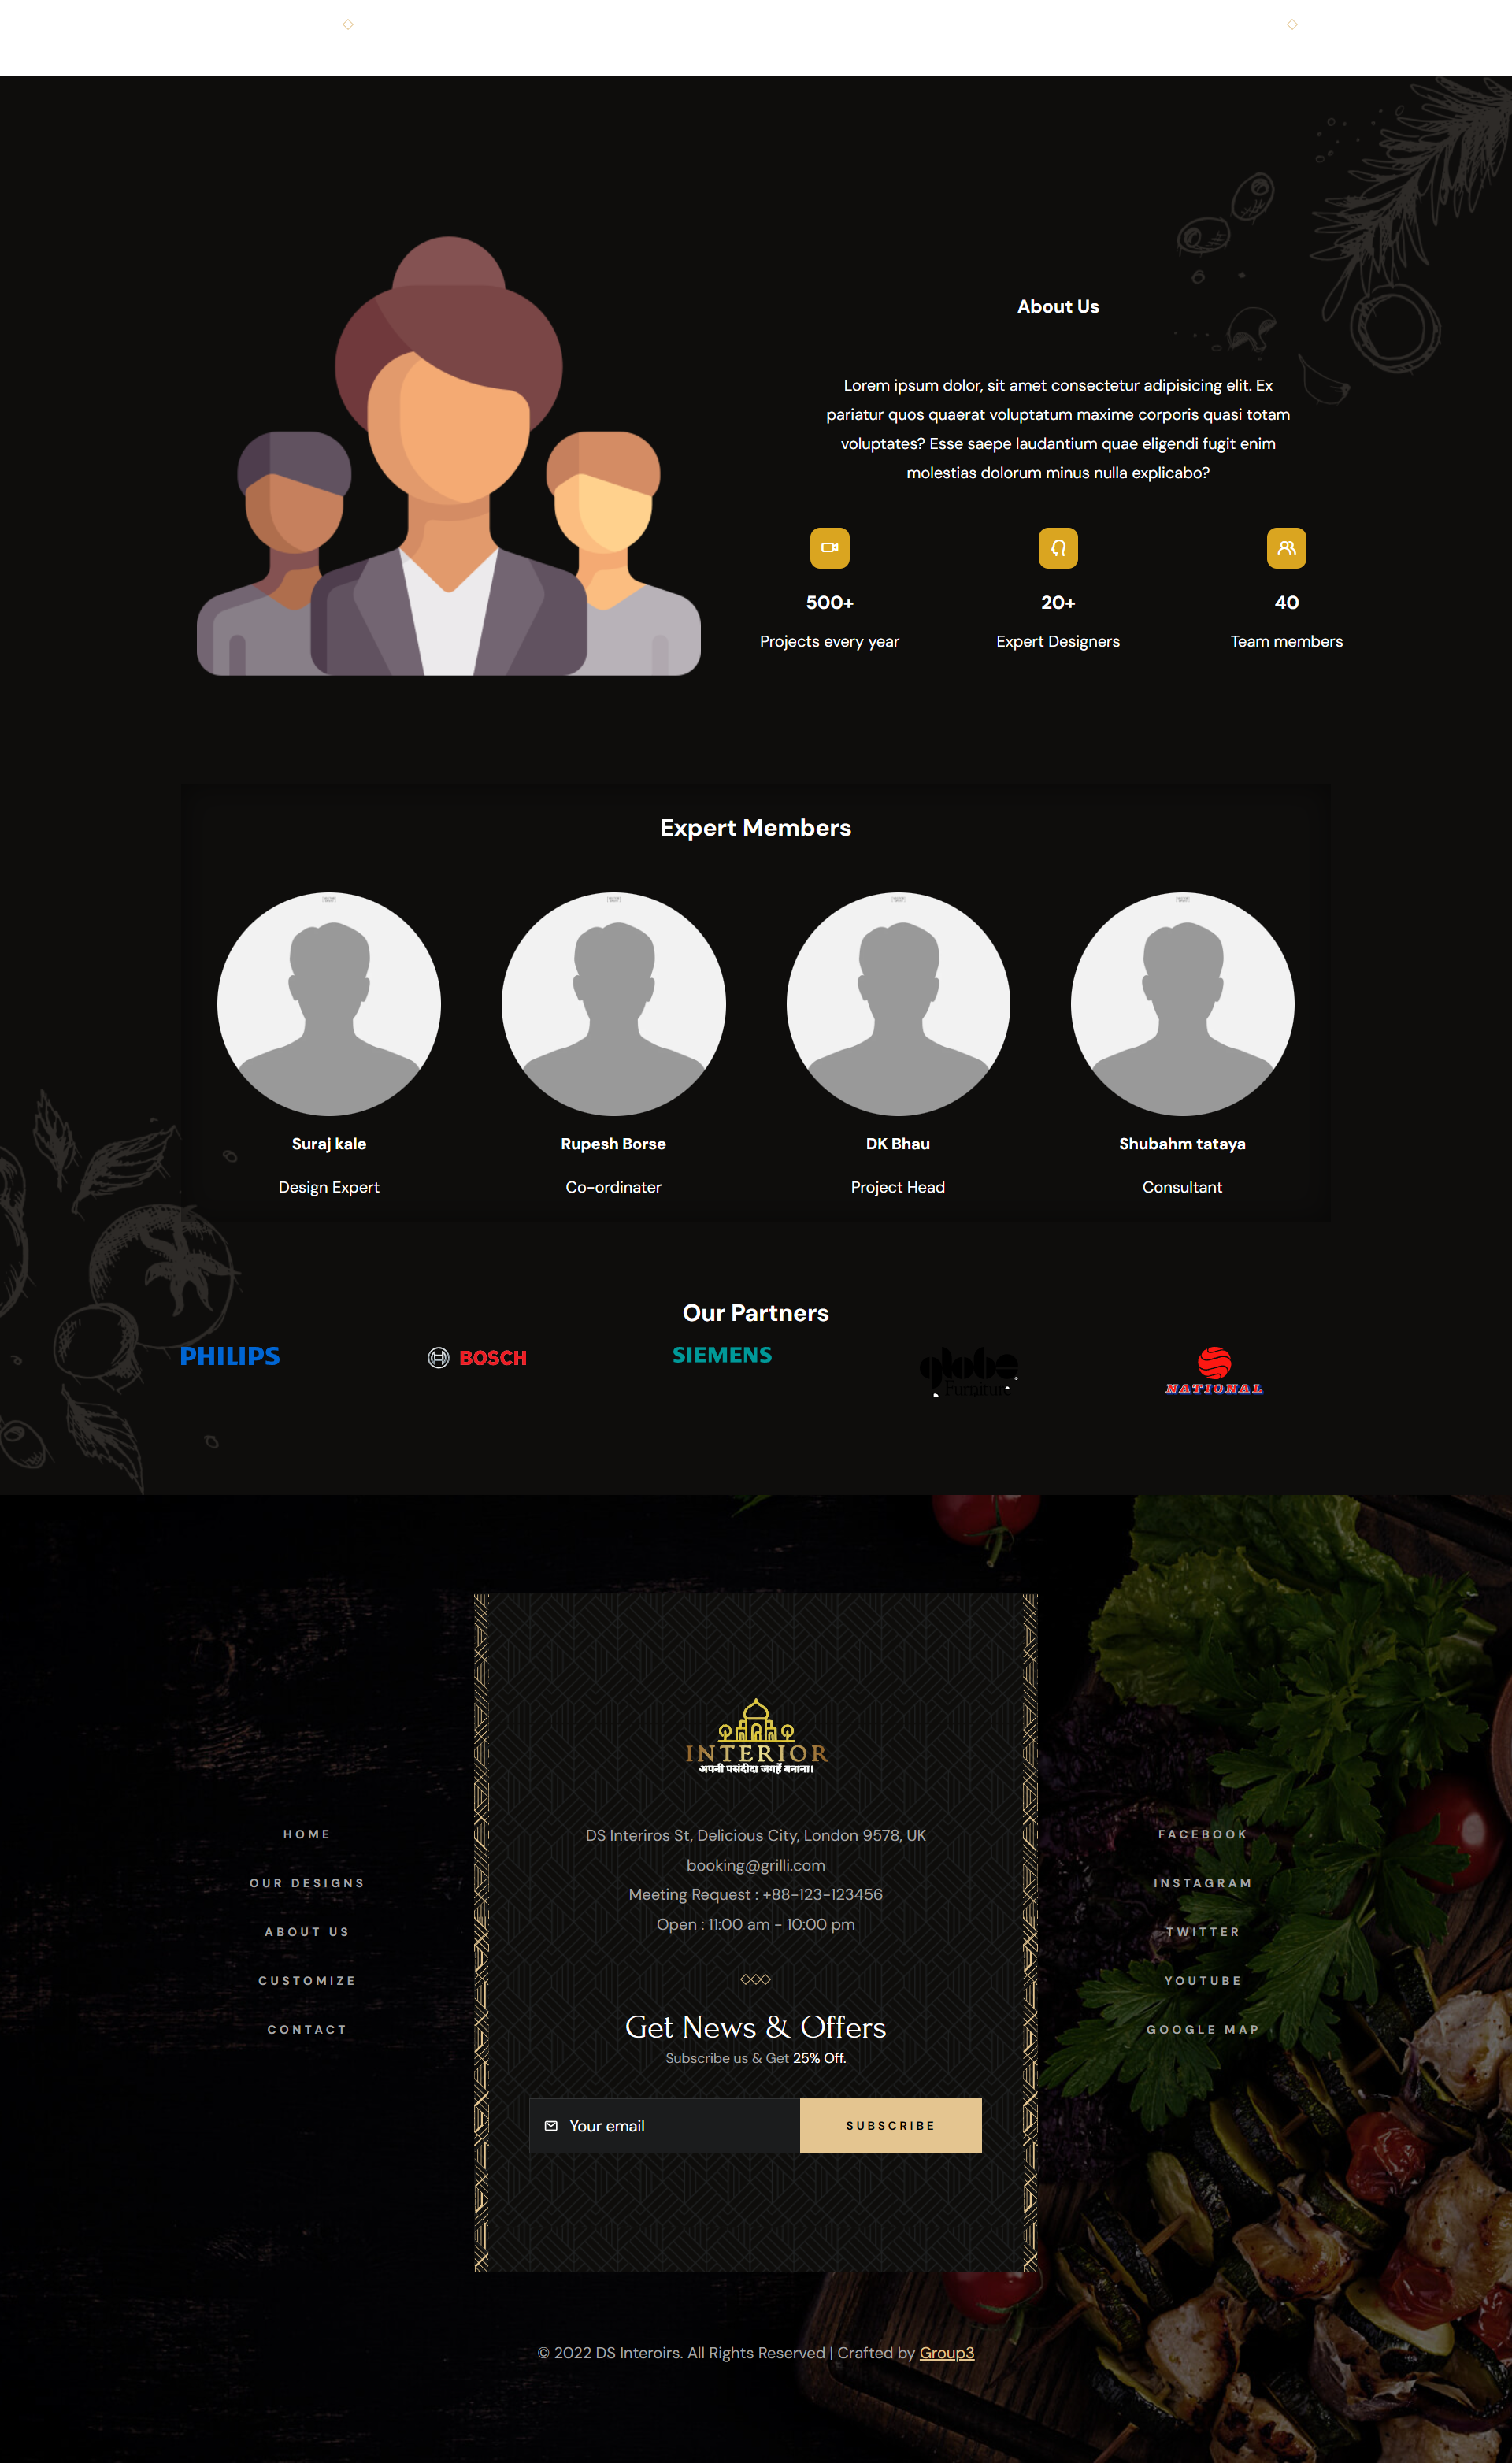 About Us
Lorem ipsum dolor, sit amet consectetur adipisicing elit. Ex
pariatur quos quaerat voluptatum maxime corporis quasi totam
voluptates? Esse saepe laudantium quae eligendi fugit enim
molestias dolorum minus nulla explicabo?
500+
20+
40
Projects every year
Expert Designers
Team members
Expert Members
Suraj kale
Rupesh Borse
DK Bhau
Shubahm tataya
Design Expert
Co-ordinater
Project Head
Consultant
Our Partners
PHILIPS
BOSCH
SIEMENS
globe
Furniture
NATIONAL
INTERIOR
अपनी पसंदीदा जगहें बनाना।
HOME
OUR DESIGNS
ABOUT US
CUSTOMIZE
CONTACT
DS Interiros St, Delicious City, London 9578, UK
booking@grilli.com
Meeting Request : +88-123-123456
Open : 11:00 am - 10:00 pm
Get News & Offers
Subscribe us & Get 25% Off.
Your email
SUBSCRIBE
FACEBOOK
INSTAGRAM
TWITTER
YOUTUBE
GOOGLE MAP
© 2022 DS Interoirs. All Rights Reserved | Crafted by Group3